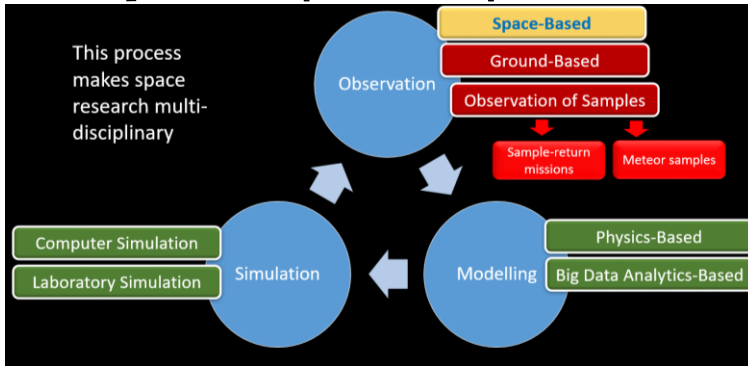 This process
makes space
research multi-
disciplinary
Observation
Space-Based
Ground-Based
Observation of Samples
Sample-return
missions
Meteor samples
Computer Simulation
Laboratory Simulation
Simulation
Modelling
Physics-Based
Big Data Analytics-Based